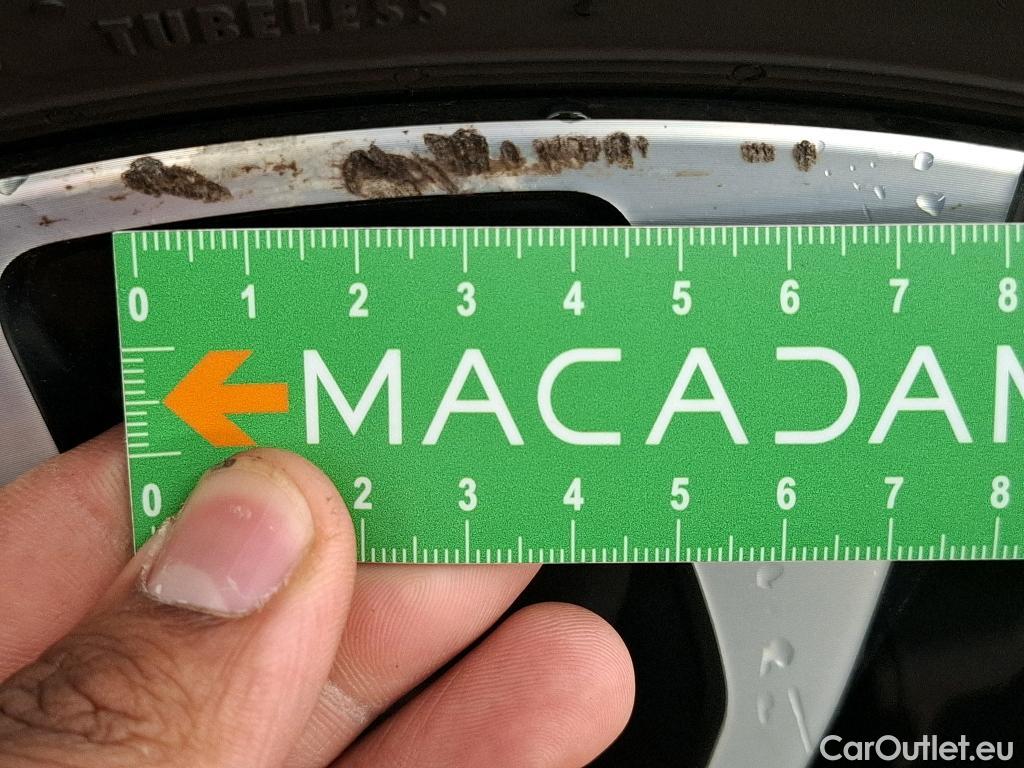 TUBELESS
0 1 2 3 4 5 6 7 8
MACADAM
0 2 3 4 5 6 7 8
CarOutlet.eu